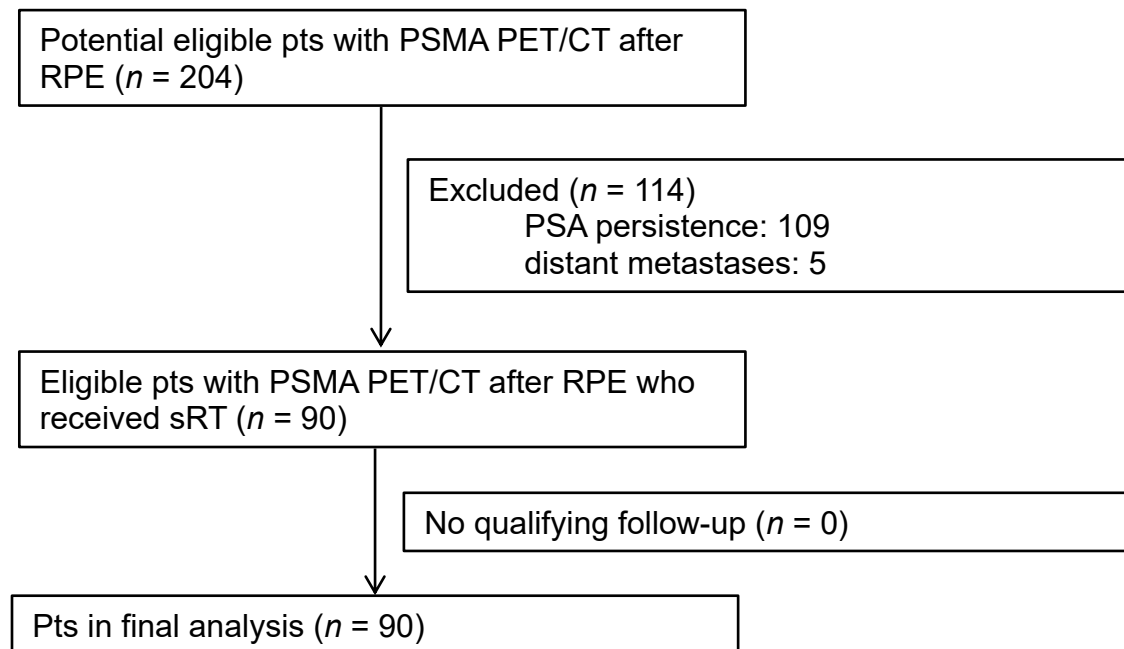 Potential eligible pts with PSMA PET/CT after
RPE (n = 204)
Excluded (n = 114)
PSA persistence: 109
distant metastases: 5
Eligible pts with PSMA PET/CT after RPE who
received sRT (n = 90)
No qualifying follow-up (n = 0)
Pts in final analysis (n = 90)